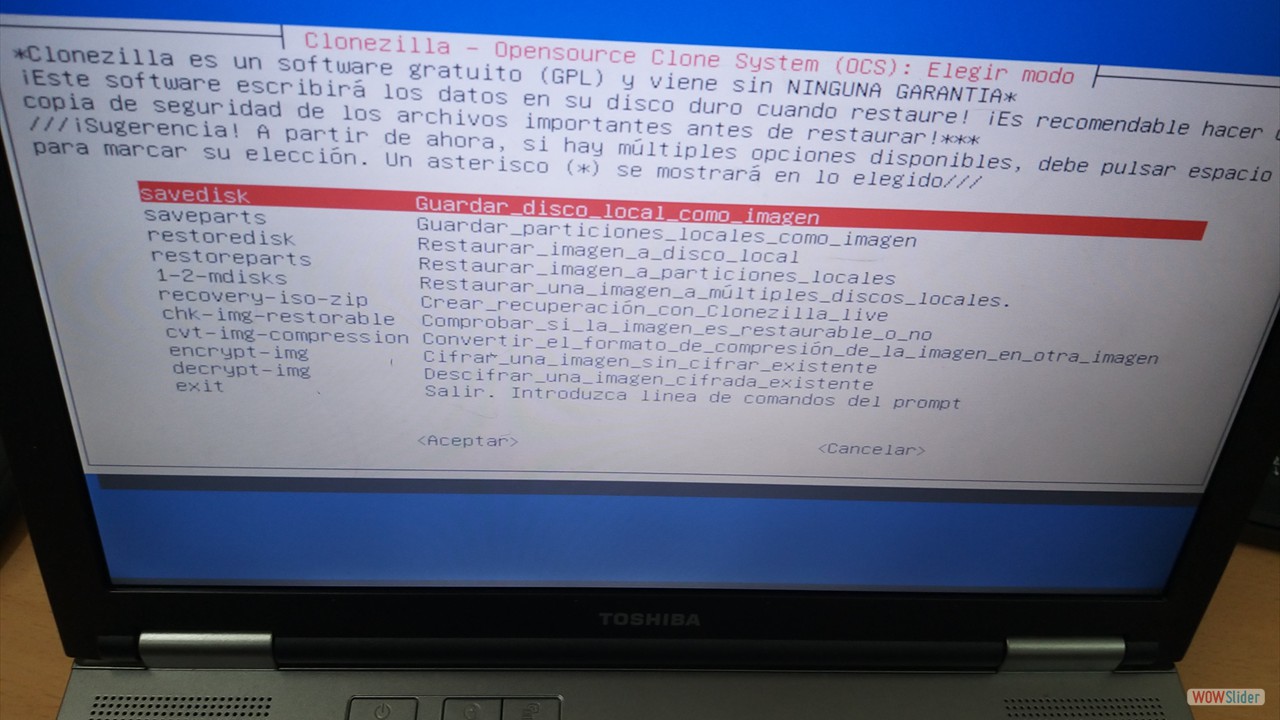 Clonezilla - Opensource Clone System (OCS): Elegir modo
*Clonezilla es un software gratuito (GPL) y viene sin NINGUNA GARANTIA*
¡Este software escribirá los datos en su disco duro cuando restaure! ¡Es recomendable hacer
copia de seguridad de los archivos importantes antes de restaurar!***
///¡Sugerencia! A partir de ahora, si hay múltiples opciones disponibles, debe pulsar espacio
para marcar su elección. Un asterisco (*) se mostrará en lo elegido///
savedisk Guardar_disco_local_como_imagen
saveparts Guardar_particiones_locales_como_imagen
restoredisk Restaurar_imagen_a_disco_local
restoreparts Restaurar_imagen_a_particiones_locales
1-2-mdisks Restaurar_una_imagen_a_múltiples_discos_locales.
recovery-iso-zip Crear_recuperación_con_Clonezilla_live
chk-img-restorable Comprobar_si_la_imagen_es_restaurable_o_no
cvt-img-compression Convertir_el_formato_de_compresión_de_la_imagen_en_otra_imagen
encrypt-img Cifrar_una_imagen_sin_cifrar_existente
decrypt-img Descifrar_una_imagen_cifrada_existente
exit Salir. Introduzca linea de comandos del prompt
<Aceptar> <Cancelar>
TOSHIBA
WOWSlider